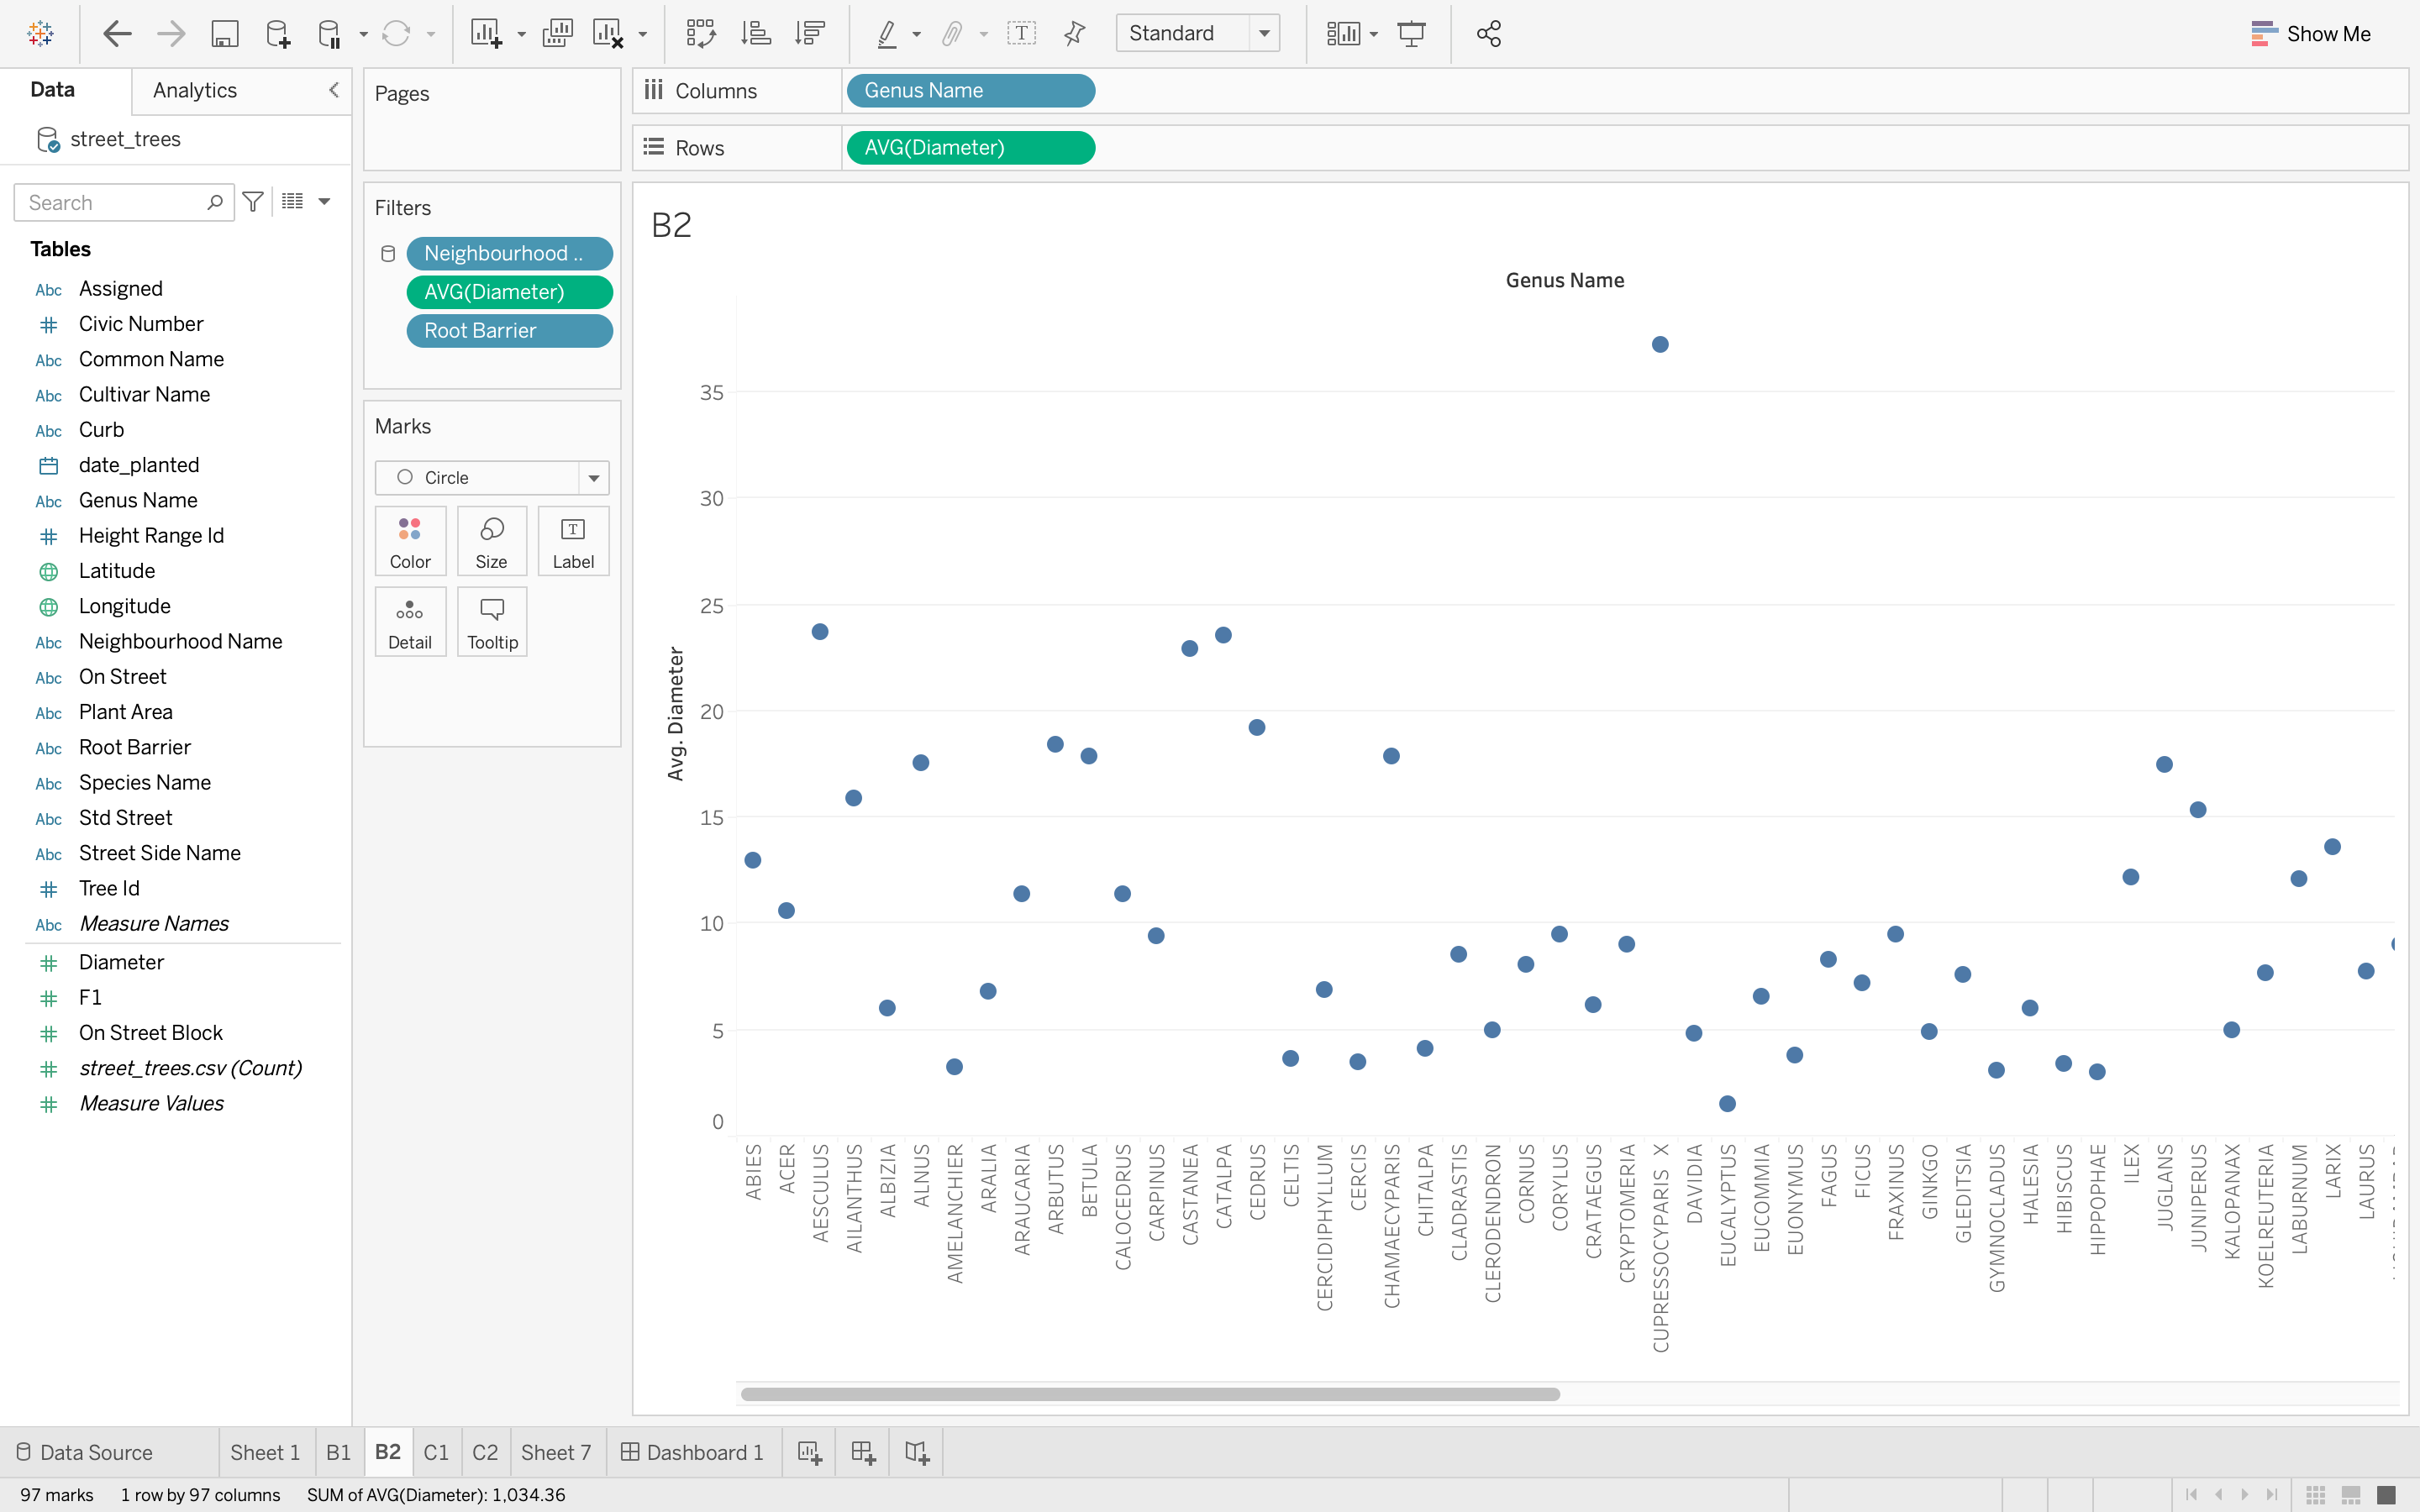 Standard
Show Me
Data
Analytics
street_trees
Search
Tables
Abc Assigned
Civic Number
Abc Common Name
Abc Cultivar Name
Abc Curb
date_planted
Abc Genus Name
Height Range Id
Latitude
Longitude
Abc Neighbourhood Name
Abc On Street
Abc Plant Area
Abc Root Barrier
Abc Species Name
Abc Std Street
Abc Street Side Name
Tree Id
Abc Measure Names
Diameter
F1
On Street Block
street_trees.csv (Count)
Measure Values
Pages
Filters
Neighbourhood ..
AVG(Diameter)
Root Barrier
Marks
Circle
Color Size Label
Detail Tooltip
Columns Genus Name
Rows AVG(Diameter)
B2
Genus Name
Avg. Diameter
35
30
25
20
15
10
5
0
ABIES
ACER
AESCULUS
AILANTHUS
ALBIZIA
ALNUS
AMELANCHIER
ARALIA
ARAUCARIA
ARBUTUS
BETULA
CALOCEDRUS
CARPINUS
CASTANEA
CATALPA
CEDRUS
CELTIS
CERCIDIPHYLLUM
CERCIS
CHAMAECYPARIS
CHITALPA
CLADRASTIS
CLERODENDRON
CORNUS
CORYLUS
CRATAEGUS
CRYPTOMERIA
CUPRESSOCYPARIS X
DAVIDIA
EUCALYPTUS
EUCOMMIA
EUONYMUS
FAGUS
FICUS
FRAXINUS
GINKGO
GLEDITSIA
GYMNOCLADUS
HALESIA
HIBISCUS
HIPPOPHAE
ILEX
JUGLANS
JUNIPERUS
KALOPANAX
KOELREUTERIA
LABURNUM
LARIX
LAURUS
Data Source Sheet 1 B1 B2 C1 C2 Sheet 7 Dashboard 1
97 marks 1 row by 97 columns SUM of AVG(Diameter): 1,034.36